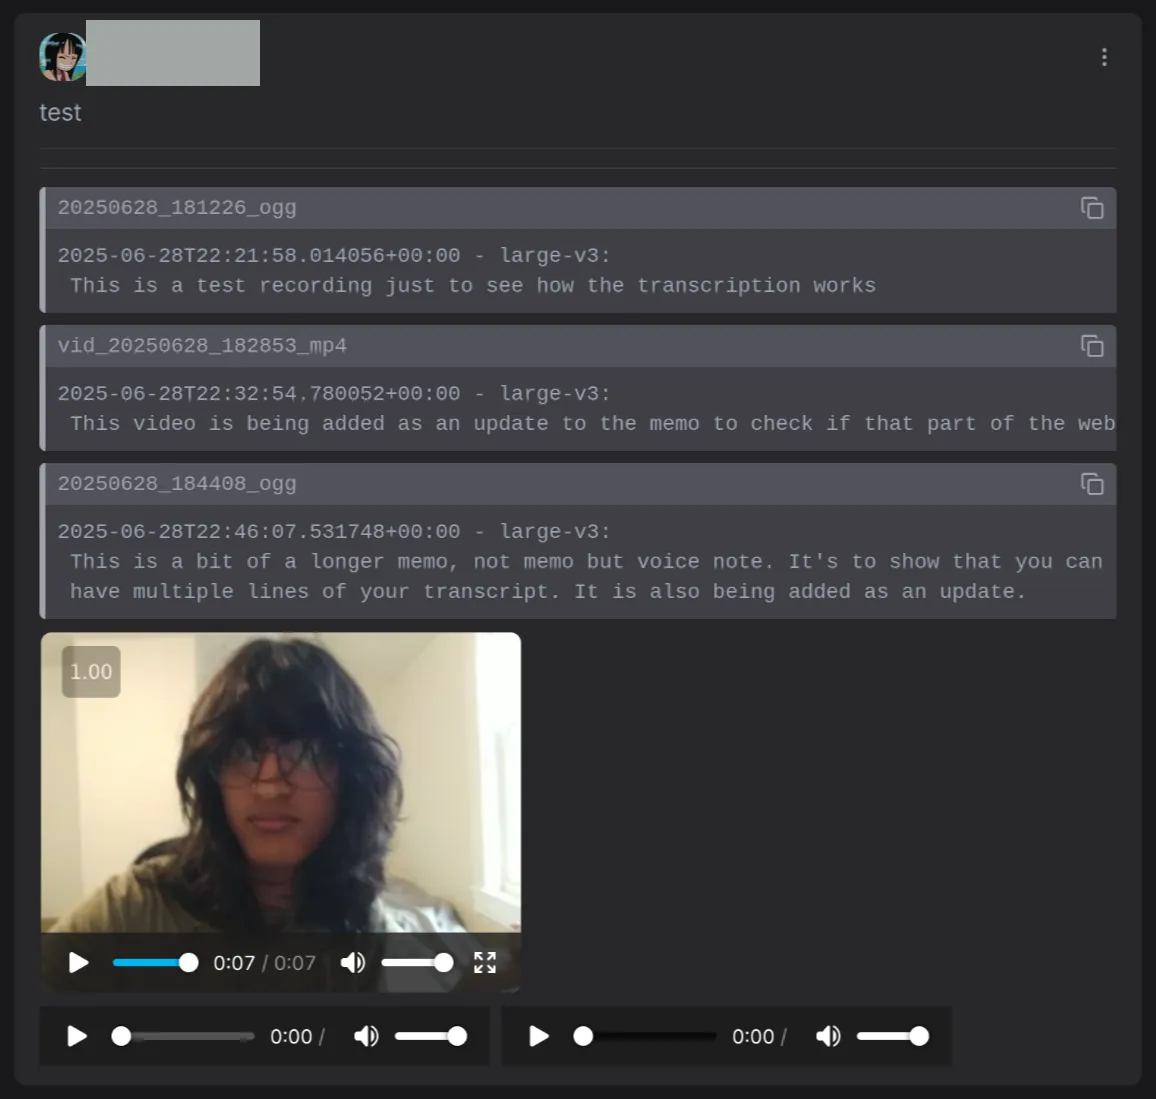 test
20250628_181226_ogg
2025-06-28T22:21:58.014056+00:00 - large-v3:
This is a test recording just to see how the transcription works
vid_20250628_182853_mp4
2025-06-28T22:32:54.780052+00:00 - large-v3:
This video is being added as an update to the memo to check if that part of the web
20250628_184408_ogg
2025-06-28T22:46:07.531748+00:00 - large-v3:
This is a bit of a longer memo, not memo but voice note. It's to show that you can
have multiple lines of your transcript. It is also being added as an update.
1.00
0:07 / 0:07
0:00 /
0:00 /